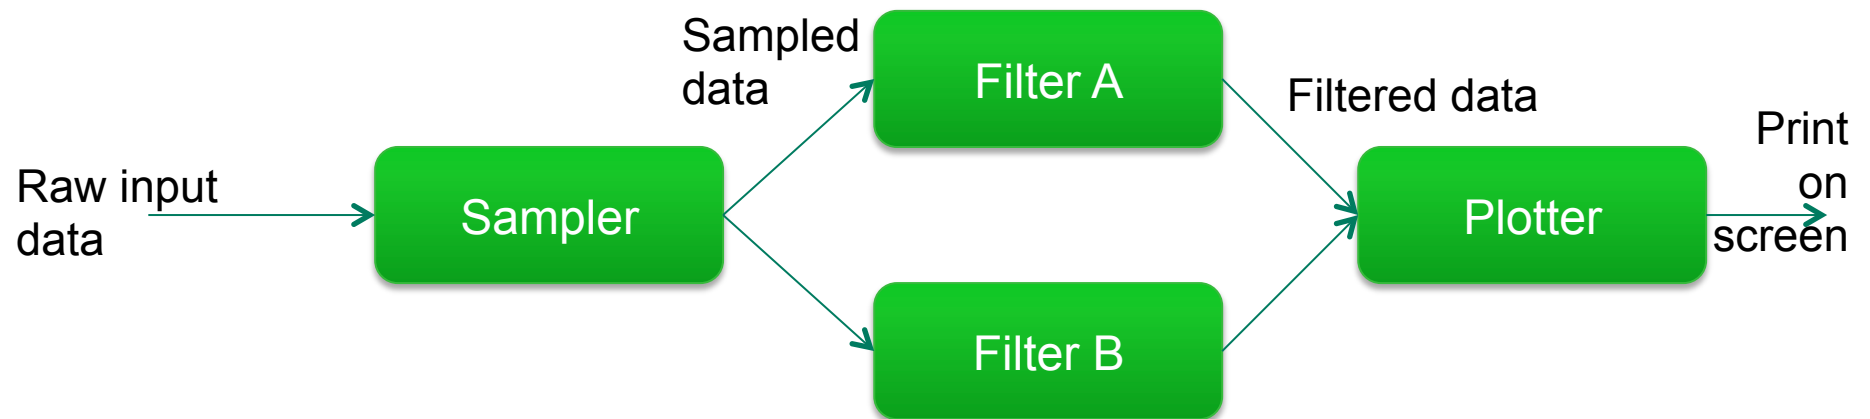 Raw input
data
Sampler
Sampled
data
Filter A
Filter B
Filtered data
Plotter
Print
on
screen